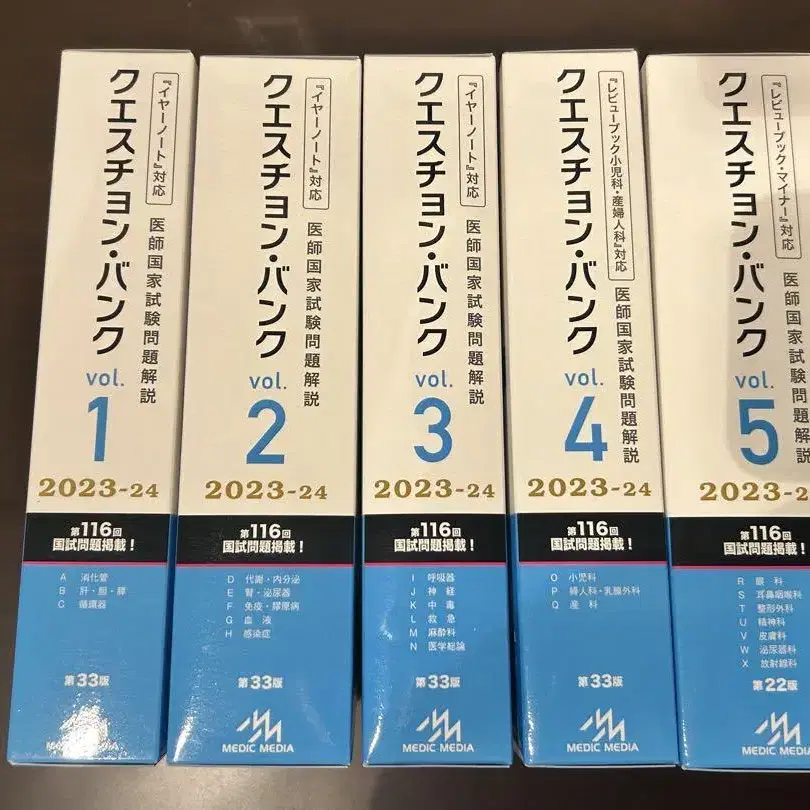 『イヤーノート』対応
クエスチョン・バンク
医師国家試験問題解説
vol.
1
2023-24
第116回
国試問題掲載!
A 消化管
B 肝・胆・膵
C 循環器
第33版
MEDIC MEDIA
『イヤーノート』対応
クエスチョン・バンク
医師国家試験問題解説
vol.
2
2023-24
第116回
国試問題掲載!
D 代謝・内分泌
E 腎・泌尿器
F 免疫・膠原病
G 血液
H 感染症
第33版
MEDIC MEDIA
『イヤーノート』対応
クエスチョン・バンク
医師国家試験問題解説
vol.
3
2023-24
第116回
国試問題掲載!
I 呼吸器
J 神経
K 中毒
L 救急
M 麻酔科
N 医学総論
第33版
MEDIC MEDIA
『レビューブック小児科・産婦人科』対応
クエスチョン・バンク
医師国家試験問題解説
vol.
4
2023-24
第116回
国試問題掲載!
O 小児科
P 婦人科・乳腺外科
Q 産科
第33版
MEDIC MEDIA
『レビューブック・マイナー』対応
クエスチョン・バンク
医師国家試験問題解説
vol.
5
2023-2
第116回
国試問題掲載!
R 眼科
S 耳鼻咽喉科
T 整形外科
U 精神科
V 皮膚科
W 泌尿器科
X 放射線科
第22版
MEDIC MEDIA